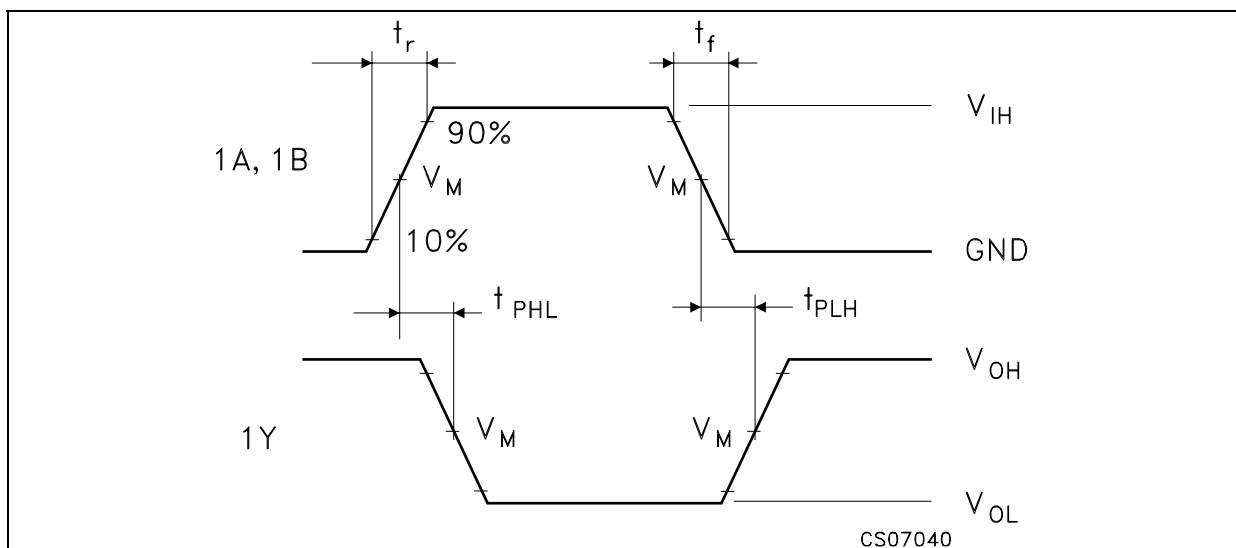 tr tf
VIH
90%
1A, 1B
VM VM
10%
GND
tPHL tPLH
VOH
1Y
VM VM
VOL
CS07040